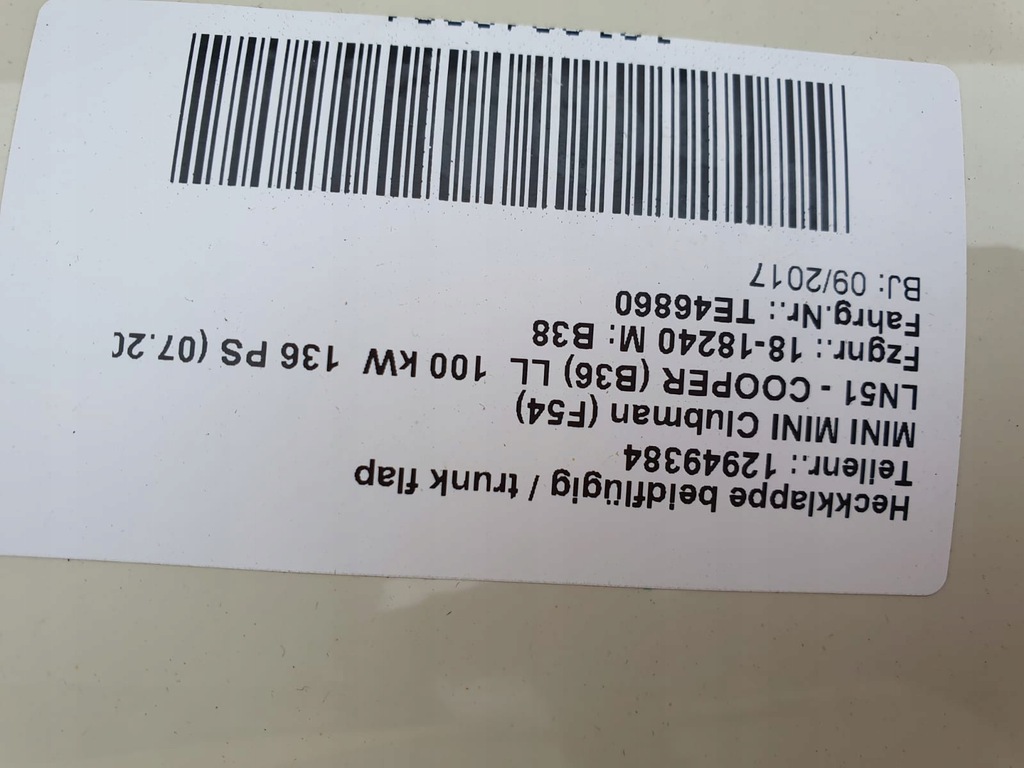 Heckklappe beidflügig / trunk flap
Teilenr.: 12949384
MINI MINI Clubman (F54)
LN51 - COOPER (B36) LL 100 kW 136 PS (07.20
Fzgnr.: 18-18240 M: B38
Fahrg.Nr.: TE46860
BJ: 09/2017